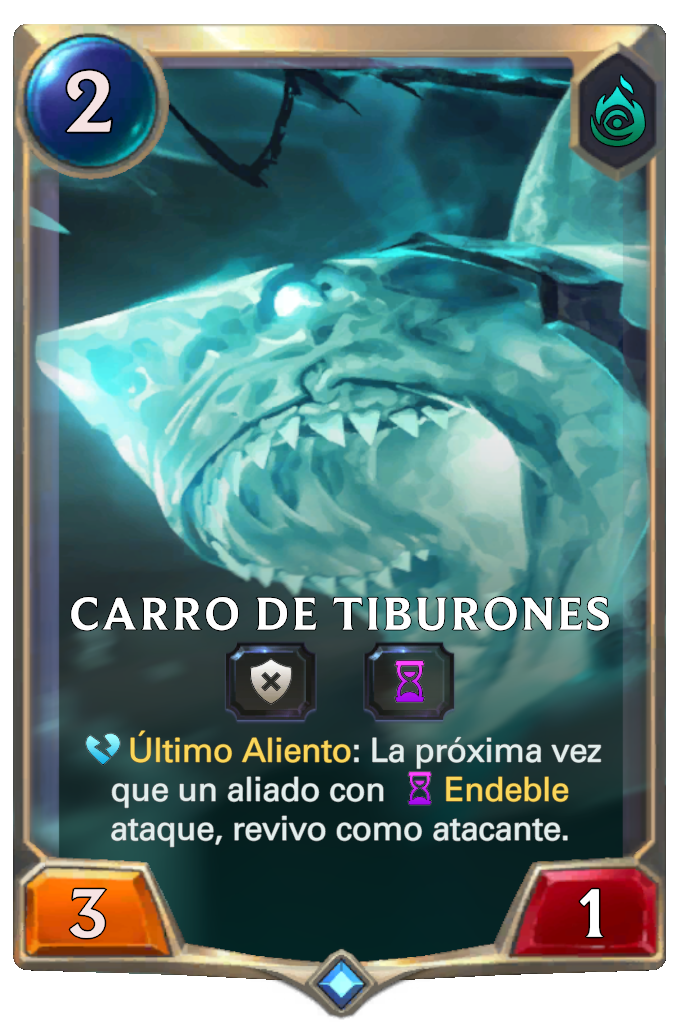 2
CARRO DE TIBURONES
Último Aliento: La próxima vez
que un aliado con Endeble
ataque, revivo como atacante.
3
1